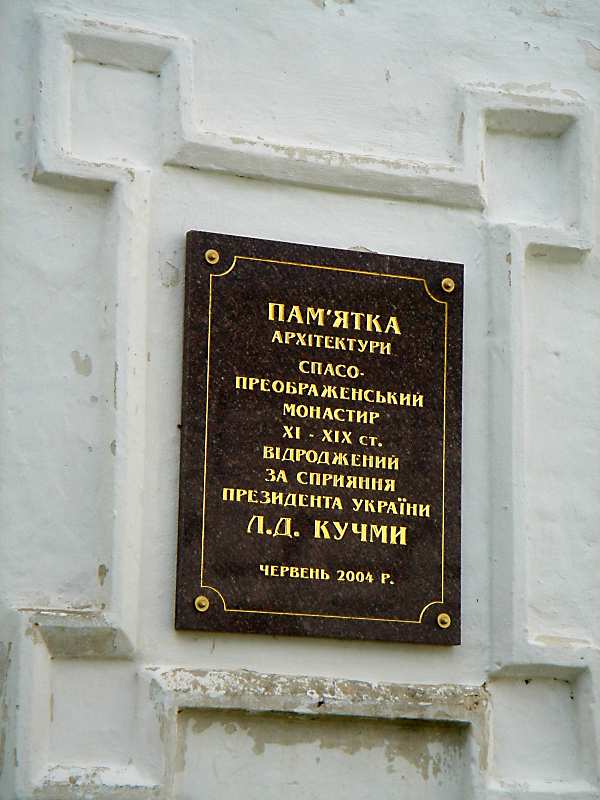 ПАМ'ЯТКА
АРХІТЕКТУРИ
СПАСО-
ПРЕОБРАЖЕНСЬКИЙ
МОНАСТИР
XI - XIX ст.
ВІДРОДЖЕНИЙ
ЗА СПРИЯННЯ
ПРЕЗИДЕНТА УКРАЇНИ
Л.Д. КУЧМИ
ЧЕРВЕНЬ 2004 Р.